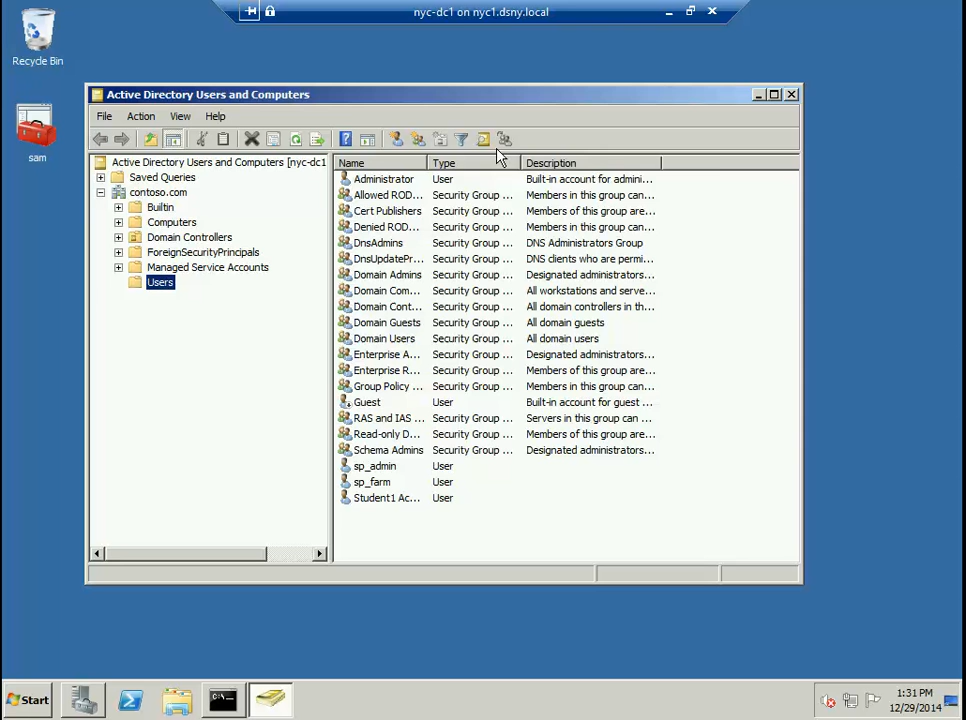 nyc-dc1 on nyc1.dsny.local
Recycle Bin
sam
Active Directory Users and Computers
File Action View Help
Active Directory Users and Computers [nyc-dc1
Saved Queries
contoso.com
Builtin
Computers
Domain Controllers
ForeignSecurityPrincipals
Managed Service Accounts
Users
Name Type Description
Administrator User Built-in account for admini...
Allowed ROD... Security Group ... Members in this group can...
Cert Publishers Security Group ... Members of this group are...
Denied ROD... Security Group ... Members in this group can...
DnsAdmins Security Group ... DNS Administrators Group
DnsUpdatePr... Security Group ... DNS clients who are permi...
Domain Admins Security Group ... Designated administrators...
Domain Com... Security Group ... All workstations and serve...
Domain Cont... Security Group ... All domain controllers in th...
Domain Guests Security Group ... All domain guests
Domain Users Security Group ... All domain users
Enterprise A... Security Group ... Designated administrators...
Enterprise R... Security Group ... Members of this group are...
Group Policy ... Security Group ... Members in this group can...
Guest User Built-in account for guest ...
RAS and IAS ... Security Group ... Servers in this group can ...
Read-only D... Security Group ... Members of this group are...
Schema Admins Security Group ... Designated administrators...
sp_admin User
sp_farm User
Student1 Ac... User
Start
1:31 PM
12/29/2014